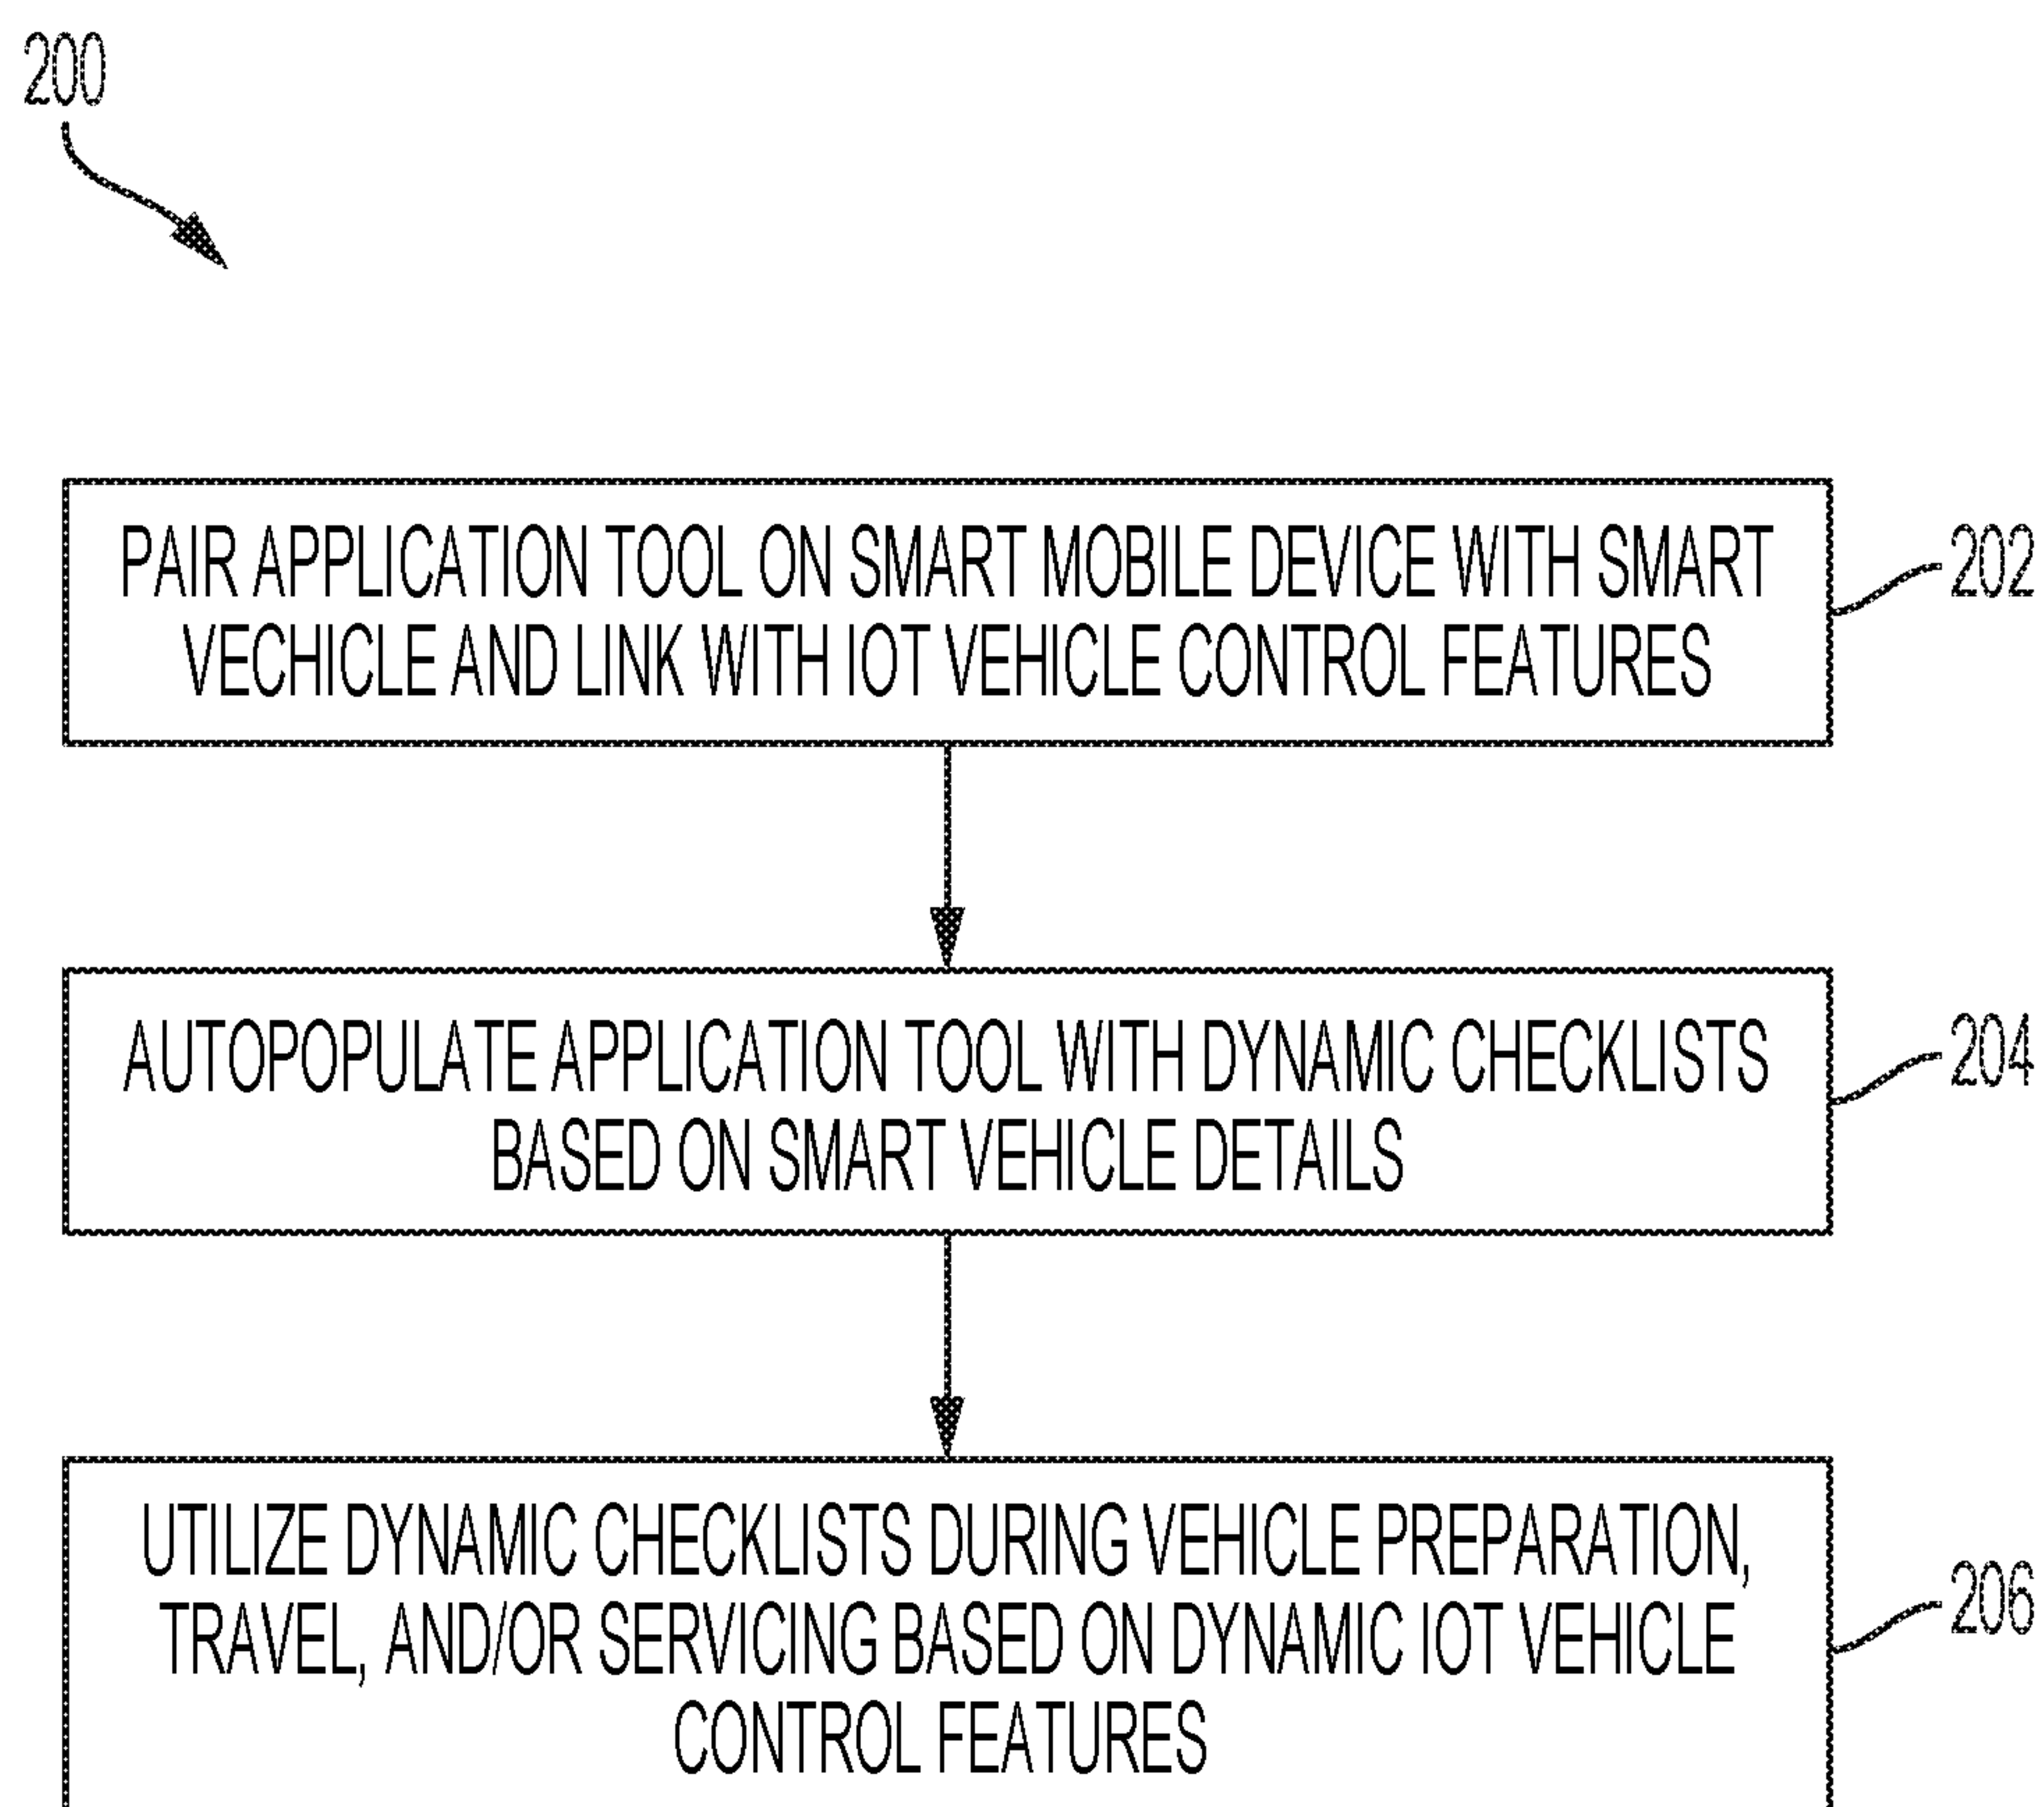 200
PAIR APPLICATION TOOL ON SMART MOBILE DEVICE WITH SMART
VECHICLE AND LINK WITH IOT VEHICLE CONTROL FEATURES
202
AUTOPOPULATE APPLICATION TOOL WITH DYNAMIC CHECKLISTS
BASED ON SMART VEHICLE DETAILS
204
UTILIZE DYNAMIC CHECKLISTS DURING VEHICLE PREPARATION,
TRAVEL, AND/OR SERVICING BASED ON DYNAMIC IOT VEHICLE
CONTROL FEATURES
206